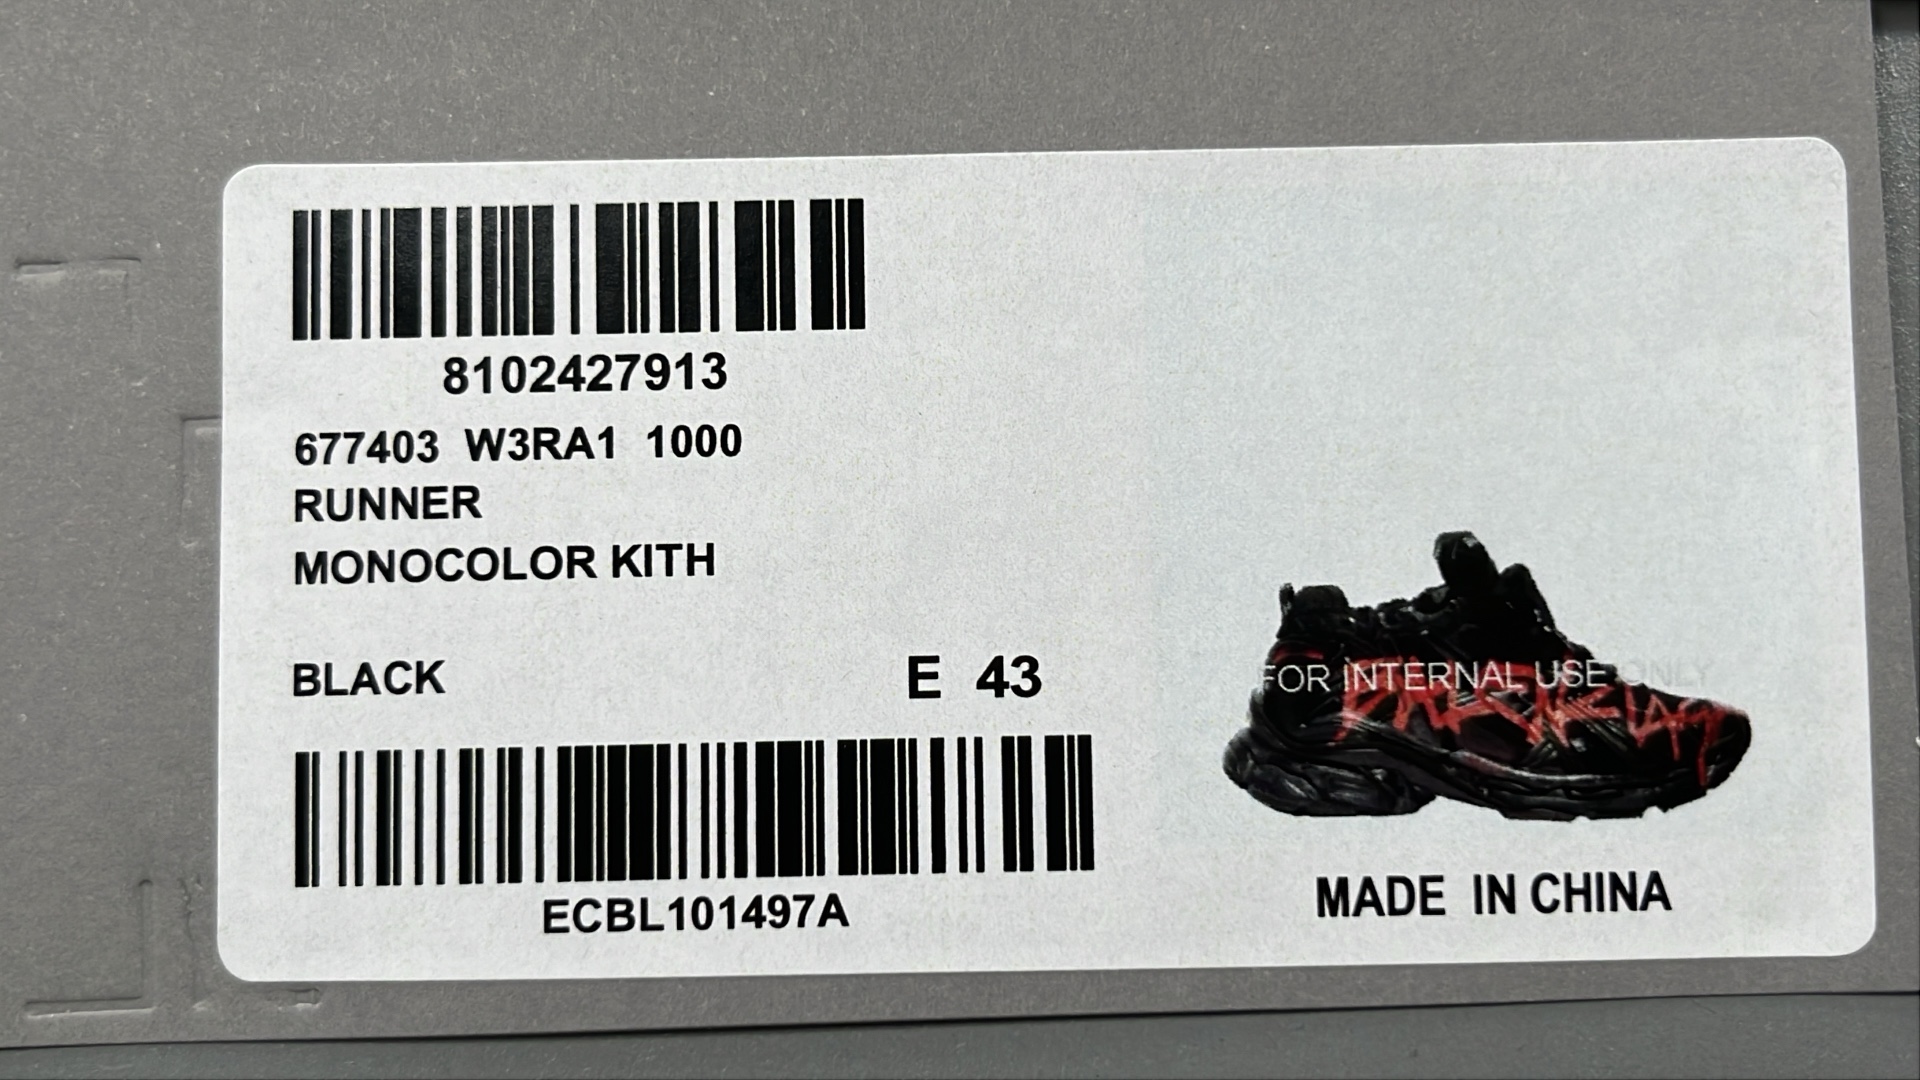 8102427913
677403 W3RA1 1000
RUNNER
MONOCOLOR KITH
BLACK E 43
FOR INTERNAL USE ONLY
ECBL101497A
MADE IN CHINA